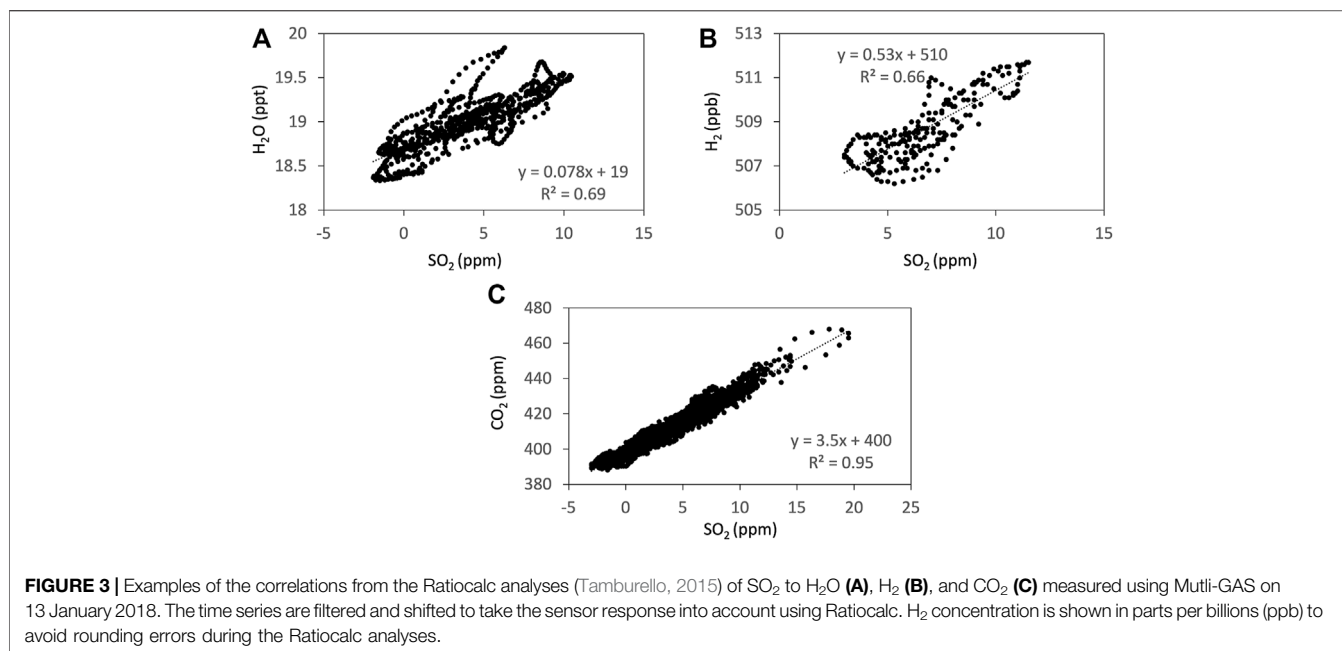 A
20
19.5
19
18.5
18
H₂O (ppt)
-5
0
5
10
15
SO₂ (ppm)
y = 0.078x + 19
R² = 0.69
B
513
511
509
507
505
H₂ (ppb)
0
5
10
15
SO₂ (ppm)
y = 0.53x + 510
R² = 0.66
C
480
460
440
420
400
380
CO₂ (ppm)
-5
0
5
10
15
20
25
SO₂ (ppm)
y = 3.5x + 400
R² = 0.95
FIGURE 3 | Examples of the correlations from the Ratiocalc analyses (Tamburello, 2015) of SO₂ to H₂O (A), H₂ (B), and CO₂ (C) measured using Mutli-GAS on
13 January 2018. The time series are filtered and shifted to take the sensor response into account using Ratiocalc. H₂ concentration is shown in parts per billions (ppb) to
avoid rounding errors during the Ratiocalc analyses.